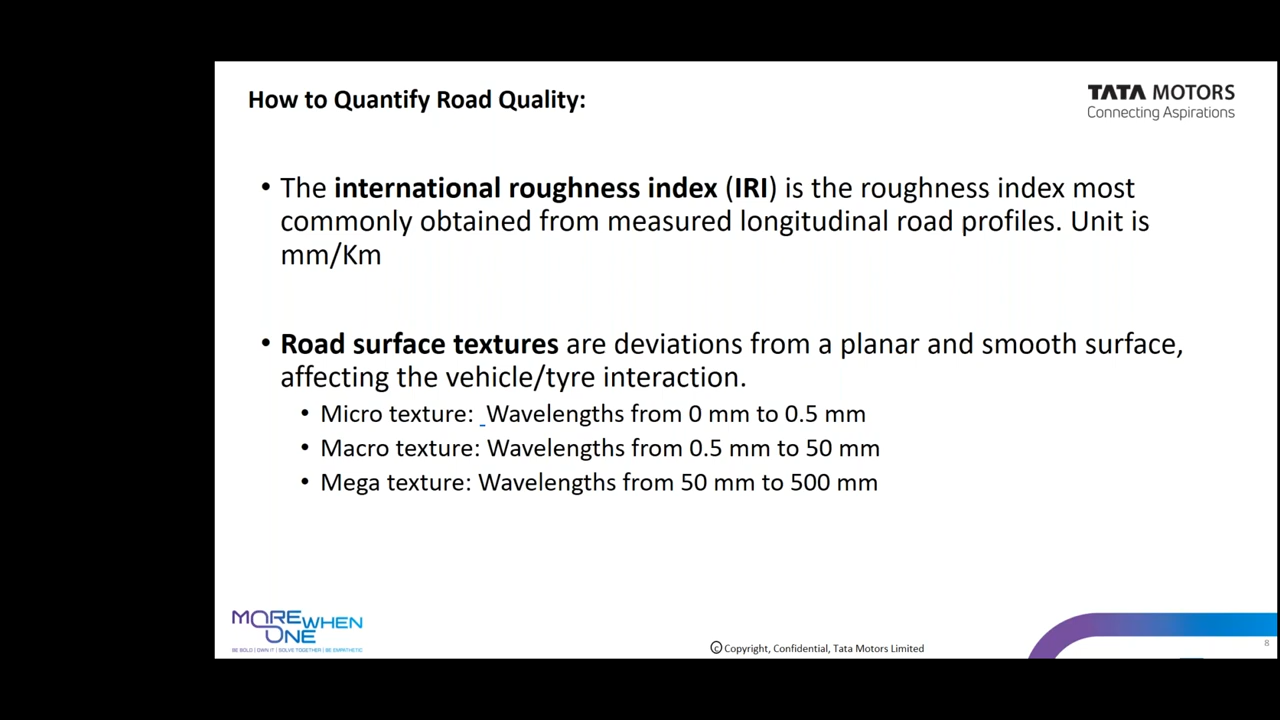 How to Quantify Road Quality:
TATA MOTORS
Connecting Aspirations
• The international roughness index (IRI) is the roughness index most
commonly obtained from measured longitudinal road profiles. Unit is
mm/Km
• Road surface textures are deviations from a planar and smooth surface,
affecting the vehicle/tyre interaction.
• Micro texture: _Wavelengths from 0 mm to 0.5 mm
• Macro texture: Wavelengths from 0.5 mm to 50 mm
• Mega texture: Wavelengths from 50 mm to 500 mm
MORE WHEN
ONE
BE BOLD | OWN IT | SOLVE TOGETHER | BE EMPATHETIC
© Copyright, Confidential, Tata Motors Limited
8